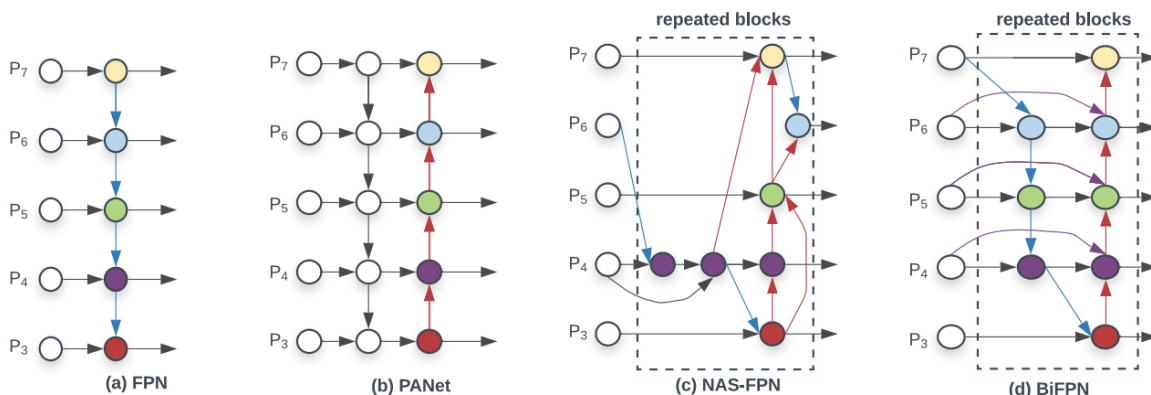 repeated blocks
repeated blocks
P7
P6
P5
P4
P3
(a) FPN
P7
P6
P5
P4
P3
(b) PANet
P7
P6
P5
P4
P3
(c) NAS-FPN
P7
P6
P5
P4
P3
(d) BiFPN